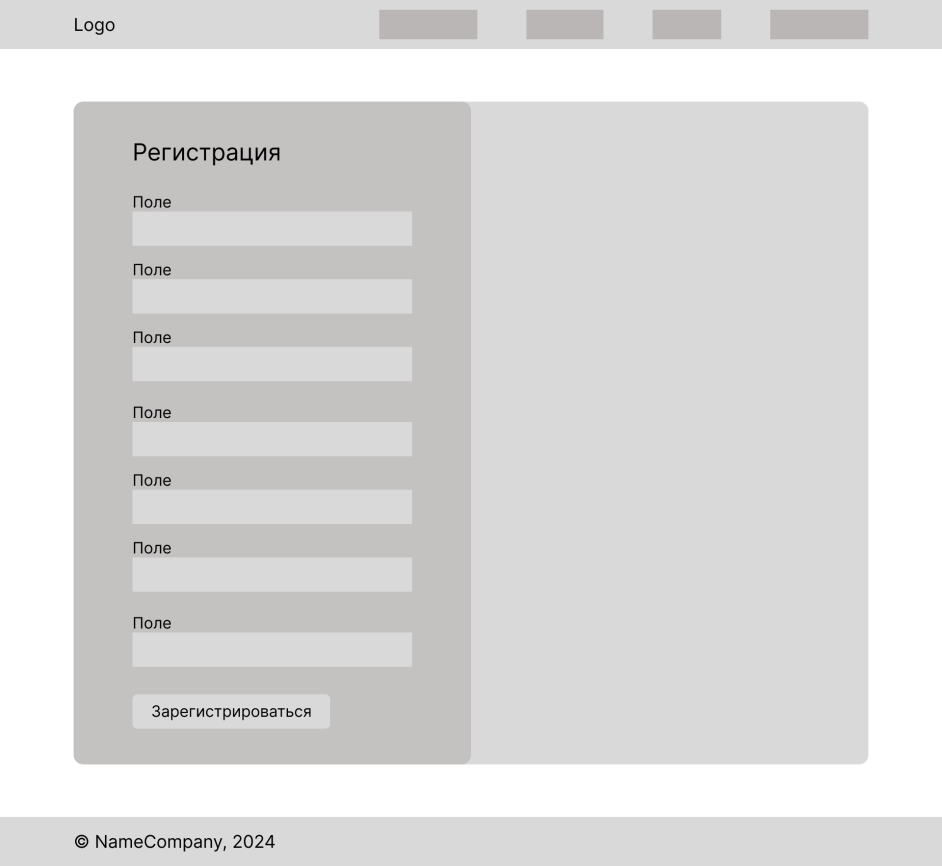 Logo
Регистрация
Поле
Поле
Поле
Поле
Поле
Поле
Поле
Зарегистрироваться
© NameCompany, 2024